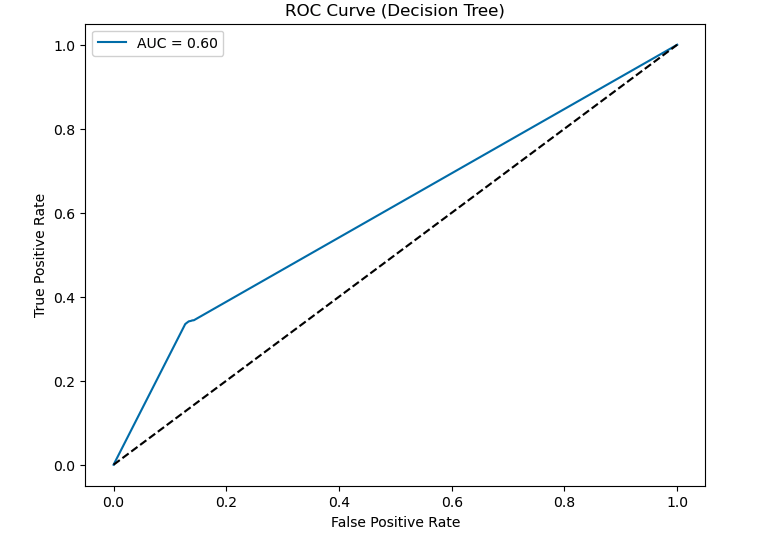 ROC Curve (Decision Tree)
AUC = 0.60
1.0
0.8
0.6
0.4
0.2
0.0
True Positive Rate
0.0 0.2 0.4 0.6 0.8 1.0
False Positive Rate